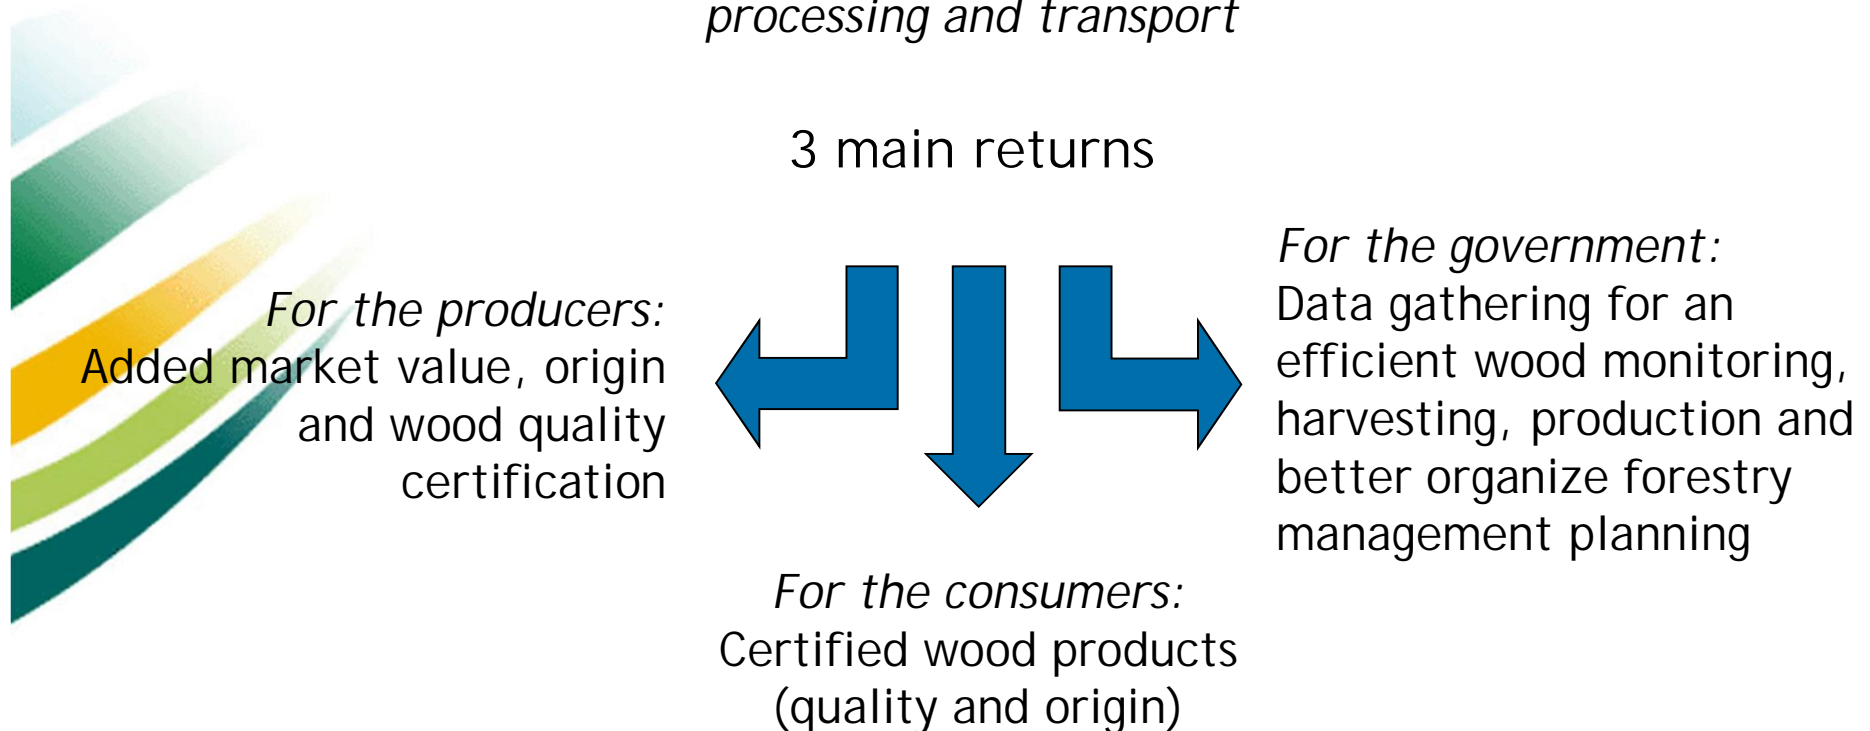 processing and transport
3 main returns
For the producers:
Added market value, origin
and wood quality
certification
For the consumers:
Certified wood products
(quality and origin)
For the government:
Data gathering for an
efficient wood monitoring,
harvesting, production and
better organize forestry
management planning